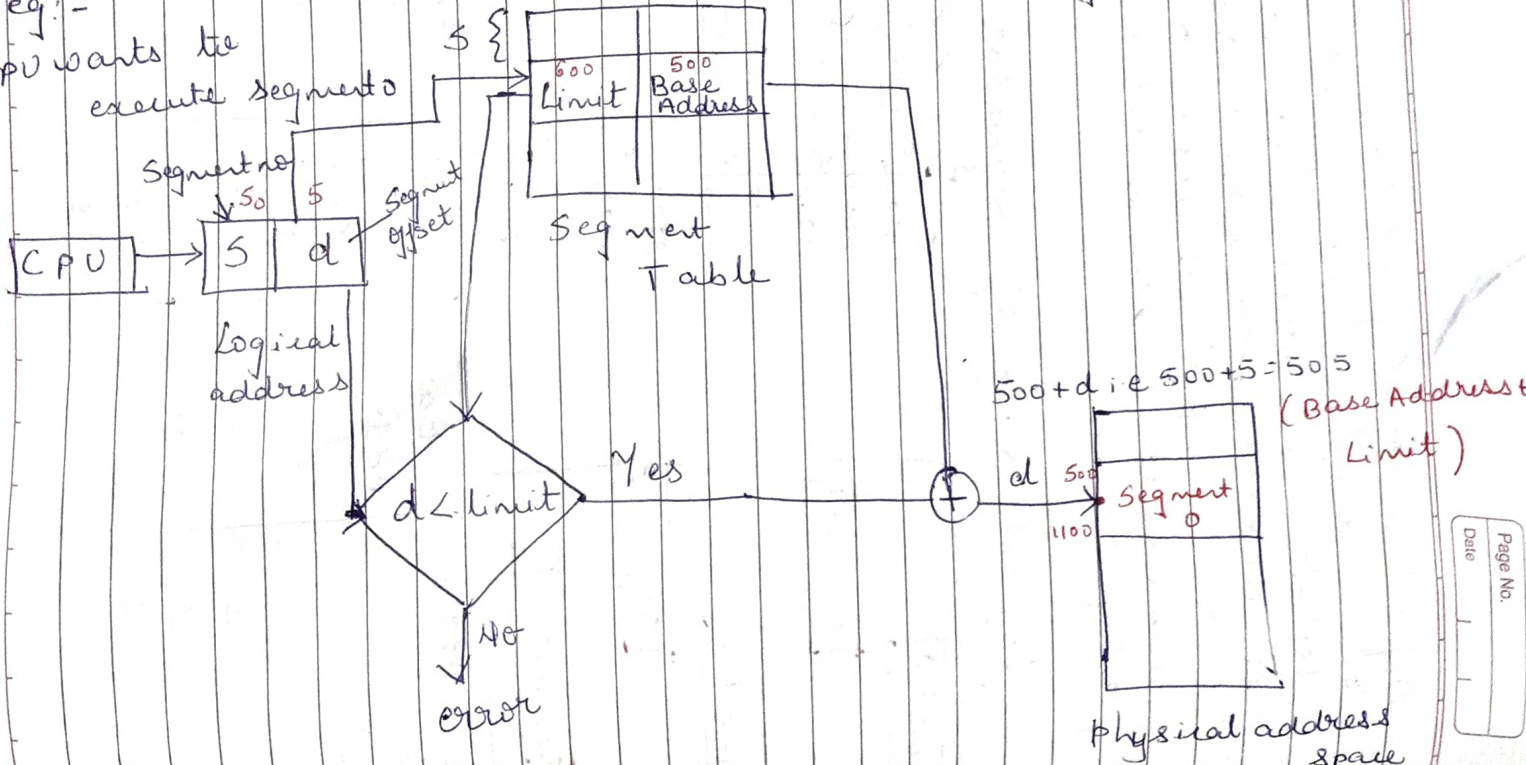 eg:-
PU wants to
execute segment 0
S {
600
500
Limit
Base
Address
Segment no
S0
5
Segment
offset
CPU
S
d
Segment
Table
Logical
address
500+d i.e 500+5=505
(Base Address+
Limit)
d < limit
Yes
+
d
500
Segment
0
1100
No
error
Physical address
space
Page No.
Date